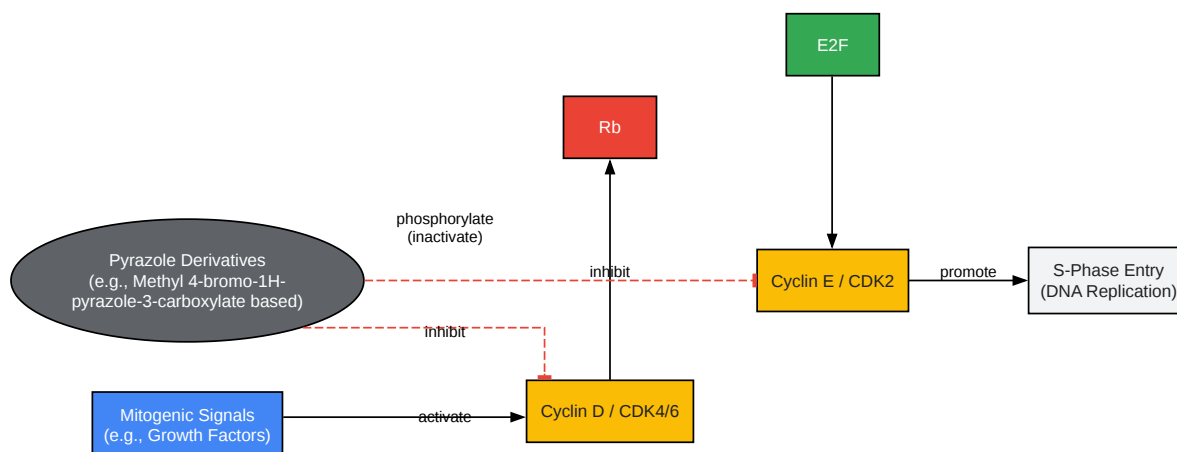 E2F
Rb
phosphorylate
(inactivate)
Pyrazole Derivatives
(e.g., Methyl 4-bromo-1H-
pyrazole-3-carboxylate based)
inhibit
Cyclin E / CDK2
promote
S-Phase Entry
(DNA Replication)
inhibit
Mitogenic Signals
(e.g., Growth Factors)
activate
Cyclin D / CDK4/6